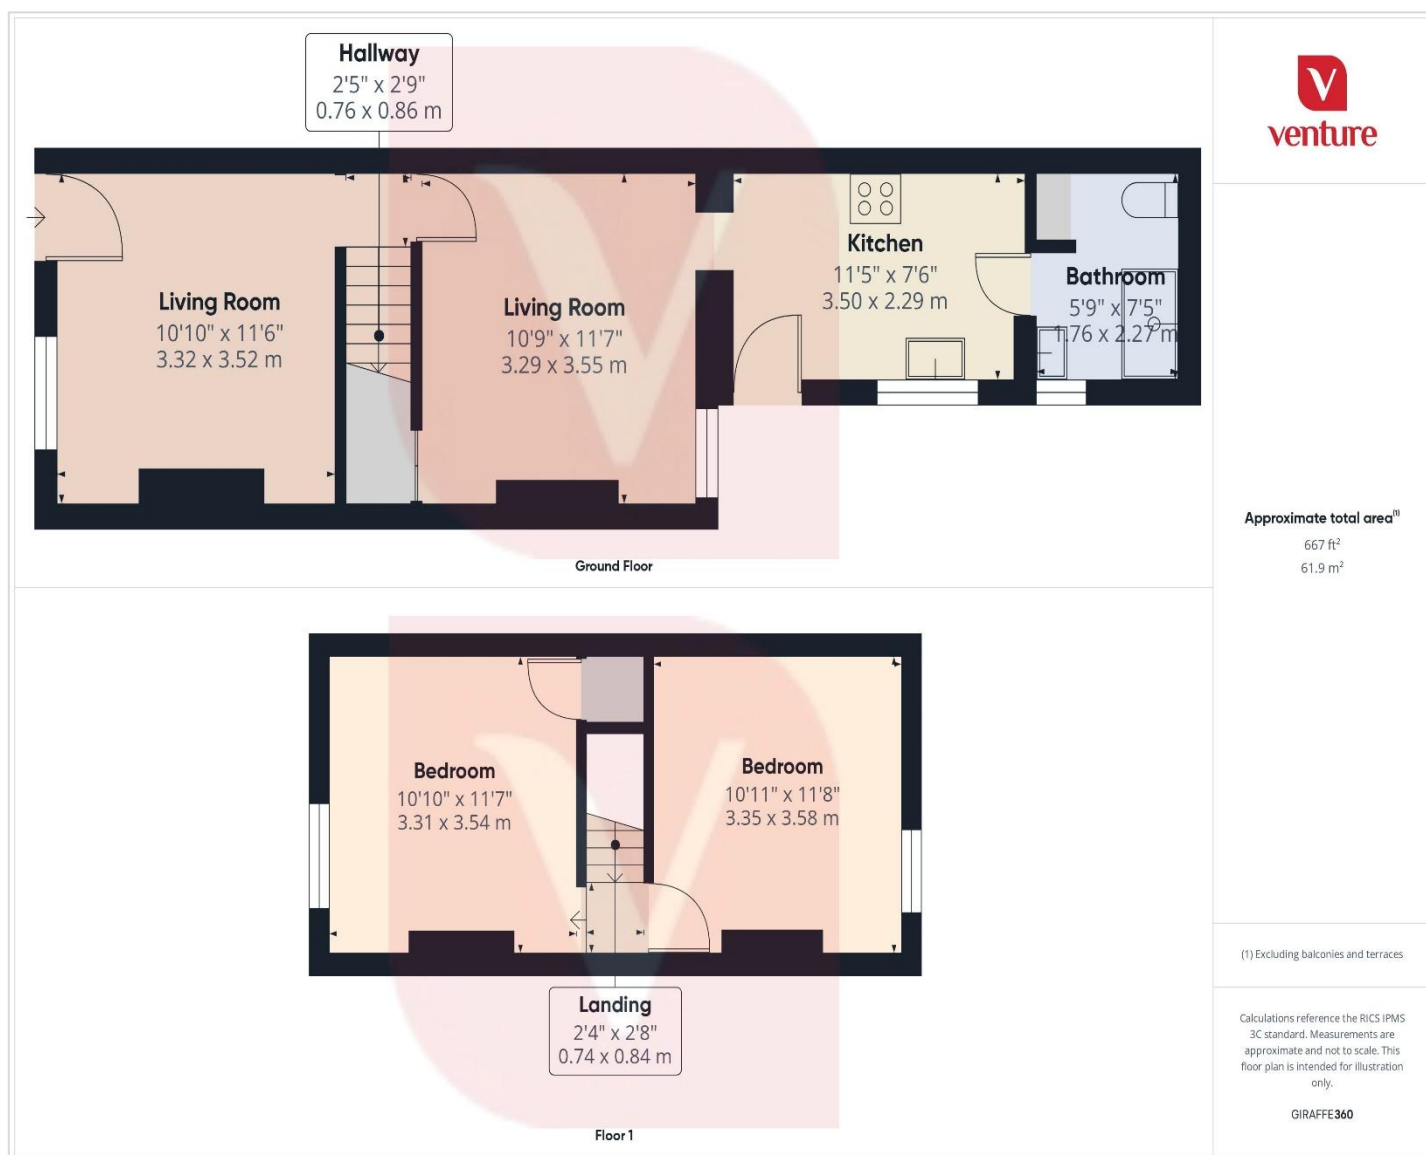 Hallway
2'5" x 2'9"
0.76 x 0.86 m
Living Room
10'10" x 11'6"
3.32 x 3.52 m
Living Room
10'9" x 11'7"
3.29 x 3.55 m
Kitchen
11'5" x 7'6"
3.50 x 2.29 m
Bathroom
5'9" x 7'5"
1.76 x 2.27 m
Ground Floor
Bedroom
10'10" x 11'7"
3.31 x 3.54 m
Bedroom
10'11" x 11'8"
3.35 x 3.58 m
Landing
2'4" x 2'8"
0.74 x 0.84 m
Floor 1
V
venture
Approximate total area⁽¹⁾
667 ft²
61.9 m²
(1) Excluding balconies and terraces
Calculations reference the RICS IPMS
3C standard. Measurements are
approximate and not to scale. This
floor plan is intended for illustration
only.
GIRAFFE360